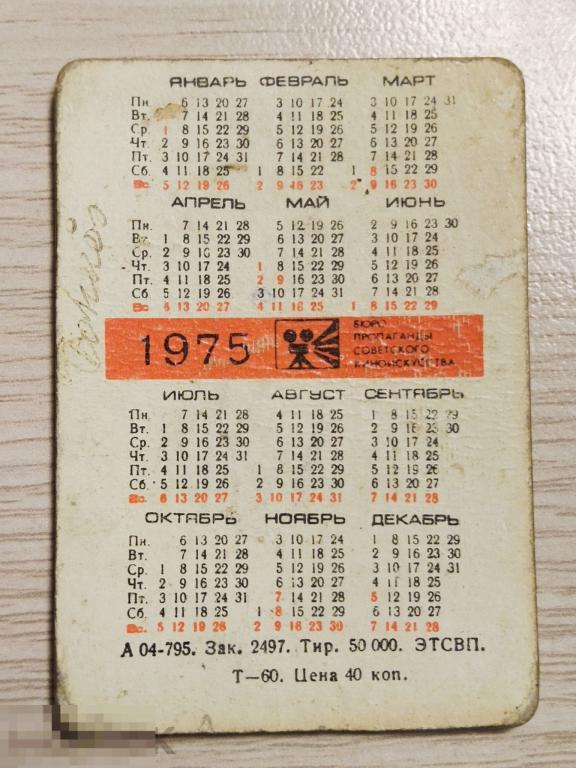 ЯНВАРЬ ФЕВРАЛЬ МАРТ
Пн. 6 13 20 27 3 10 17 24 3 10 17 24 31
Вт. 7 14 21 28 4 11 18 25 4 11 18 25
Ср. 1 8 15 22 29 5 12 19 26 5 12 19 26
Чт. 2 9 16 23 30 6 13 20 27 6 13 20 27
Пт. 3 10 17 24 31 7 14 21 28 7 14 21 28
Сб. 4 11 18 25 1 8 15 22 1 8 15 22 29
Вс. 5 12 19 26 2 9 16 23 2 9 16 23 30
АПРЕЛЬ МАЙ ИЮНЬ
Пн. 7 14 21 28 5 12 19 26 2 9 16 23 30
Вт. 1 8 15 22 29 6 13 20 27 3 10 17 24
Ср. 2 9 16 23 30 7 14 21 28 4 11 18 25
Чт. 3 10 17 24 1 8 15 22 29 5 12 19 26
Пт. 4 11 18 25 2 9 16 23 30 6 13 20 27
Сб. 5 12 19 26 3 10 17 24 31 7 14 21 28
Вс. 6 13 20 27 4 11 18 25 1 8 15 22 29
1975
БЮРО
ПРОПАГАНДЫ
СОВЕТСКОГО
КИНОИСКУССТВА
ИЮЛЬ АВГУСТ СЕНТЯБРЬ
Пн. 7 14 21 28 4 11 18 25 1 8 15 22 29
Вт. 1 8 15 22 29 5 12 19 26 2 9 16 23 30
Ср. 2 9 16 23 30 6 13 20 27 3 10 17 24
Чт. 3 10 17 24 31 7 14 21 28 4 11 18 25
Пт. 4 11 18 25 1 8 15 22 29 5 12 19 26
Сб. 5 12 19 26 2 9 16 23 30 6 13 20 27
Вс. 6 13 20 27 3 10 17 24 31 7 14 21 28
ОКТЯБРЬ НОЯБРЬ ДЕКАБРЬ
Пн. 6 13 20 27 3 10 17 24 1 8 15 22 29
Вт. 7 14 21 28 4 11 18 25 2 9 16 23 30
Ср. 1 8 15 22 29 5 12 19 26 3 10 17 24 31
Чт. 2 9 16 23 30 6 13 20 27 4 11 18 25
Пт. 3 10 17 24 31 7 14 21 28 5 12 19 26
Сб. 4 11 18 25 1 8 15 22 29 6 13 20 27
Вс. 5 12 19 26 2 9 16 23 30 7 14 21 28
А 04-795. Зак. 2497. Тир. 50 000. ЭТСВП.
Т—60. Цена 40 коп.